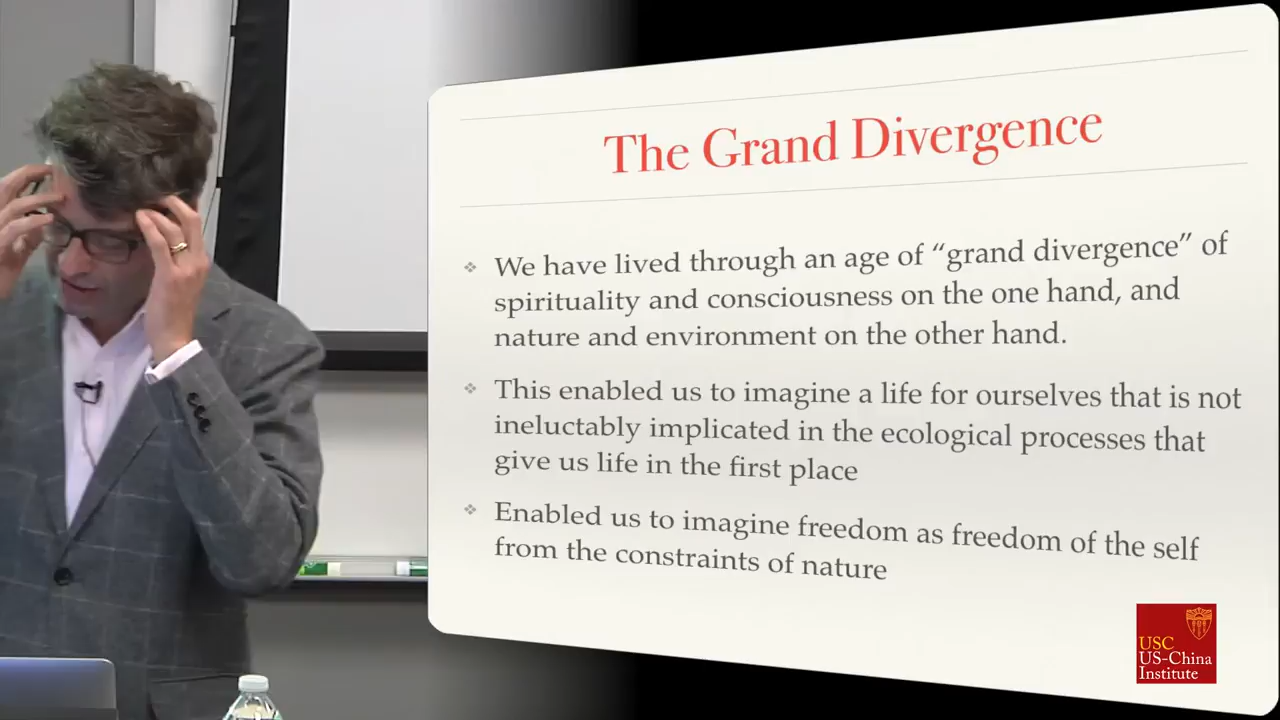 The Grand Divergence
❖ We have lived through an age of “grand divergence” of
spirituality and consciousness on the one hand, and
nature and environment on the other hand.
❖ This enabled us to imagine a life for ourselves that is not
ineluctably implicated in the ecological processes that
give us life in the first place
❖ Enabled us to imagine freedom as freedom of the self
from the constraints of nature
USC
US-China
Institute